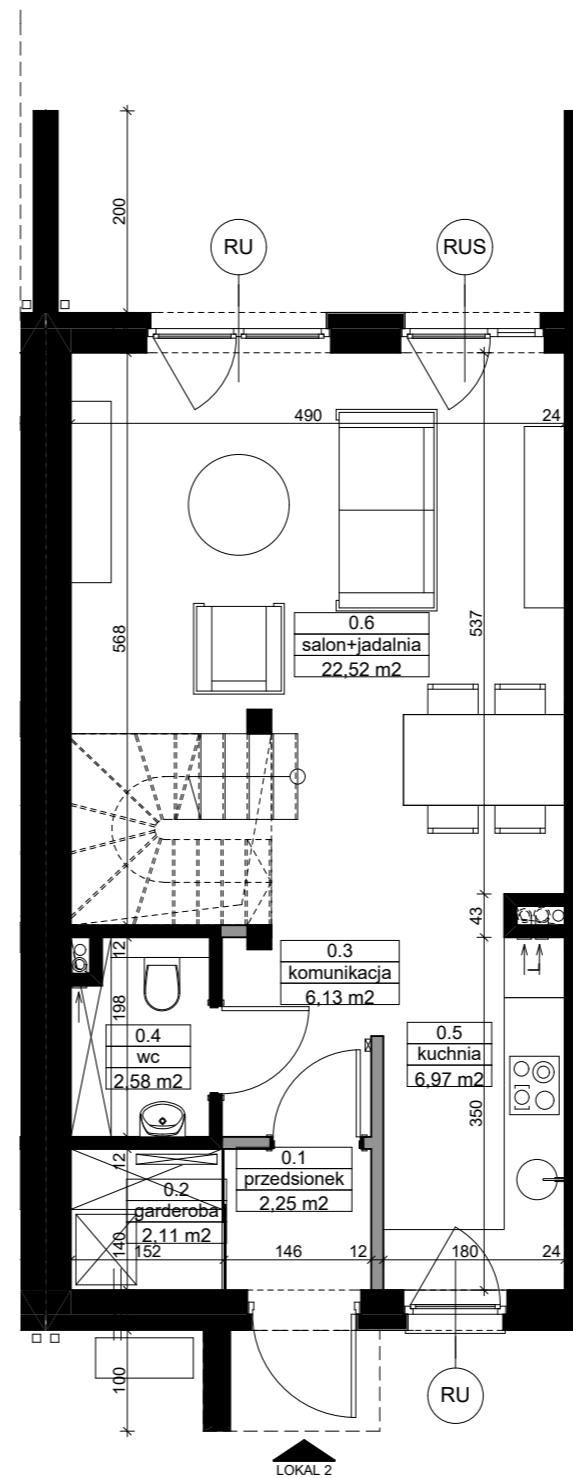 200
RU
RUS
490
24
568
537
0.6
salon+jadalnia
22,52 m2
43
12
0.3
komunikacja
6,13 m2
198
0.4
wc
2,58 m2
0.5
kuchnia
6,97 m2
350
12
0.1
przedsionek
2,25 m2
0.2
garderoba
2,11 m2
140
152
146
12
180
24
100
RU
LOKAL 2